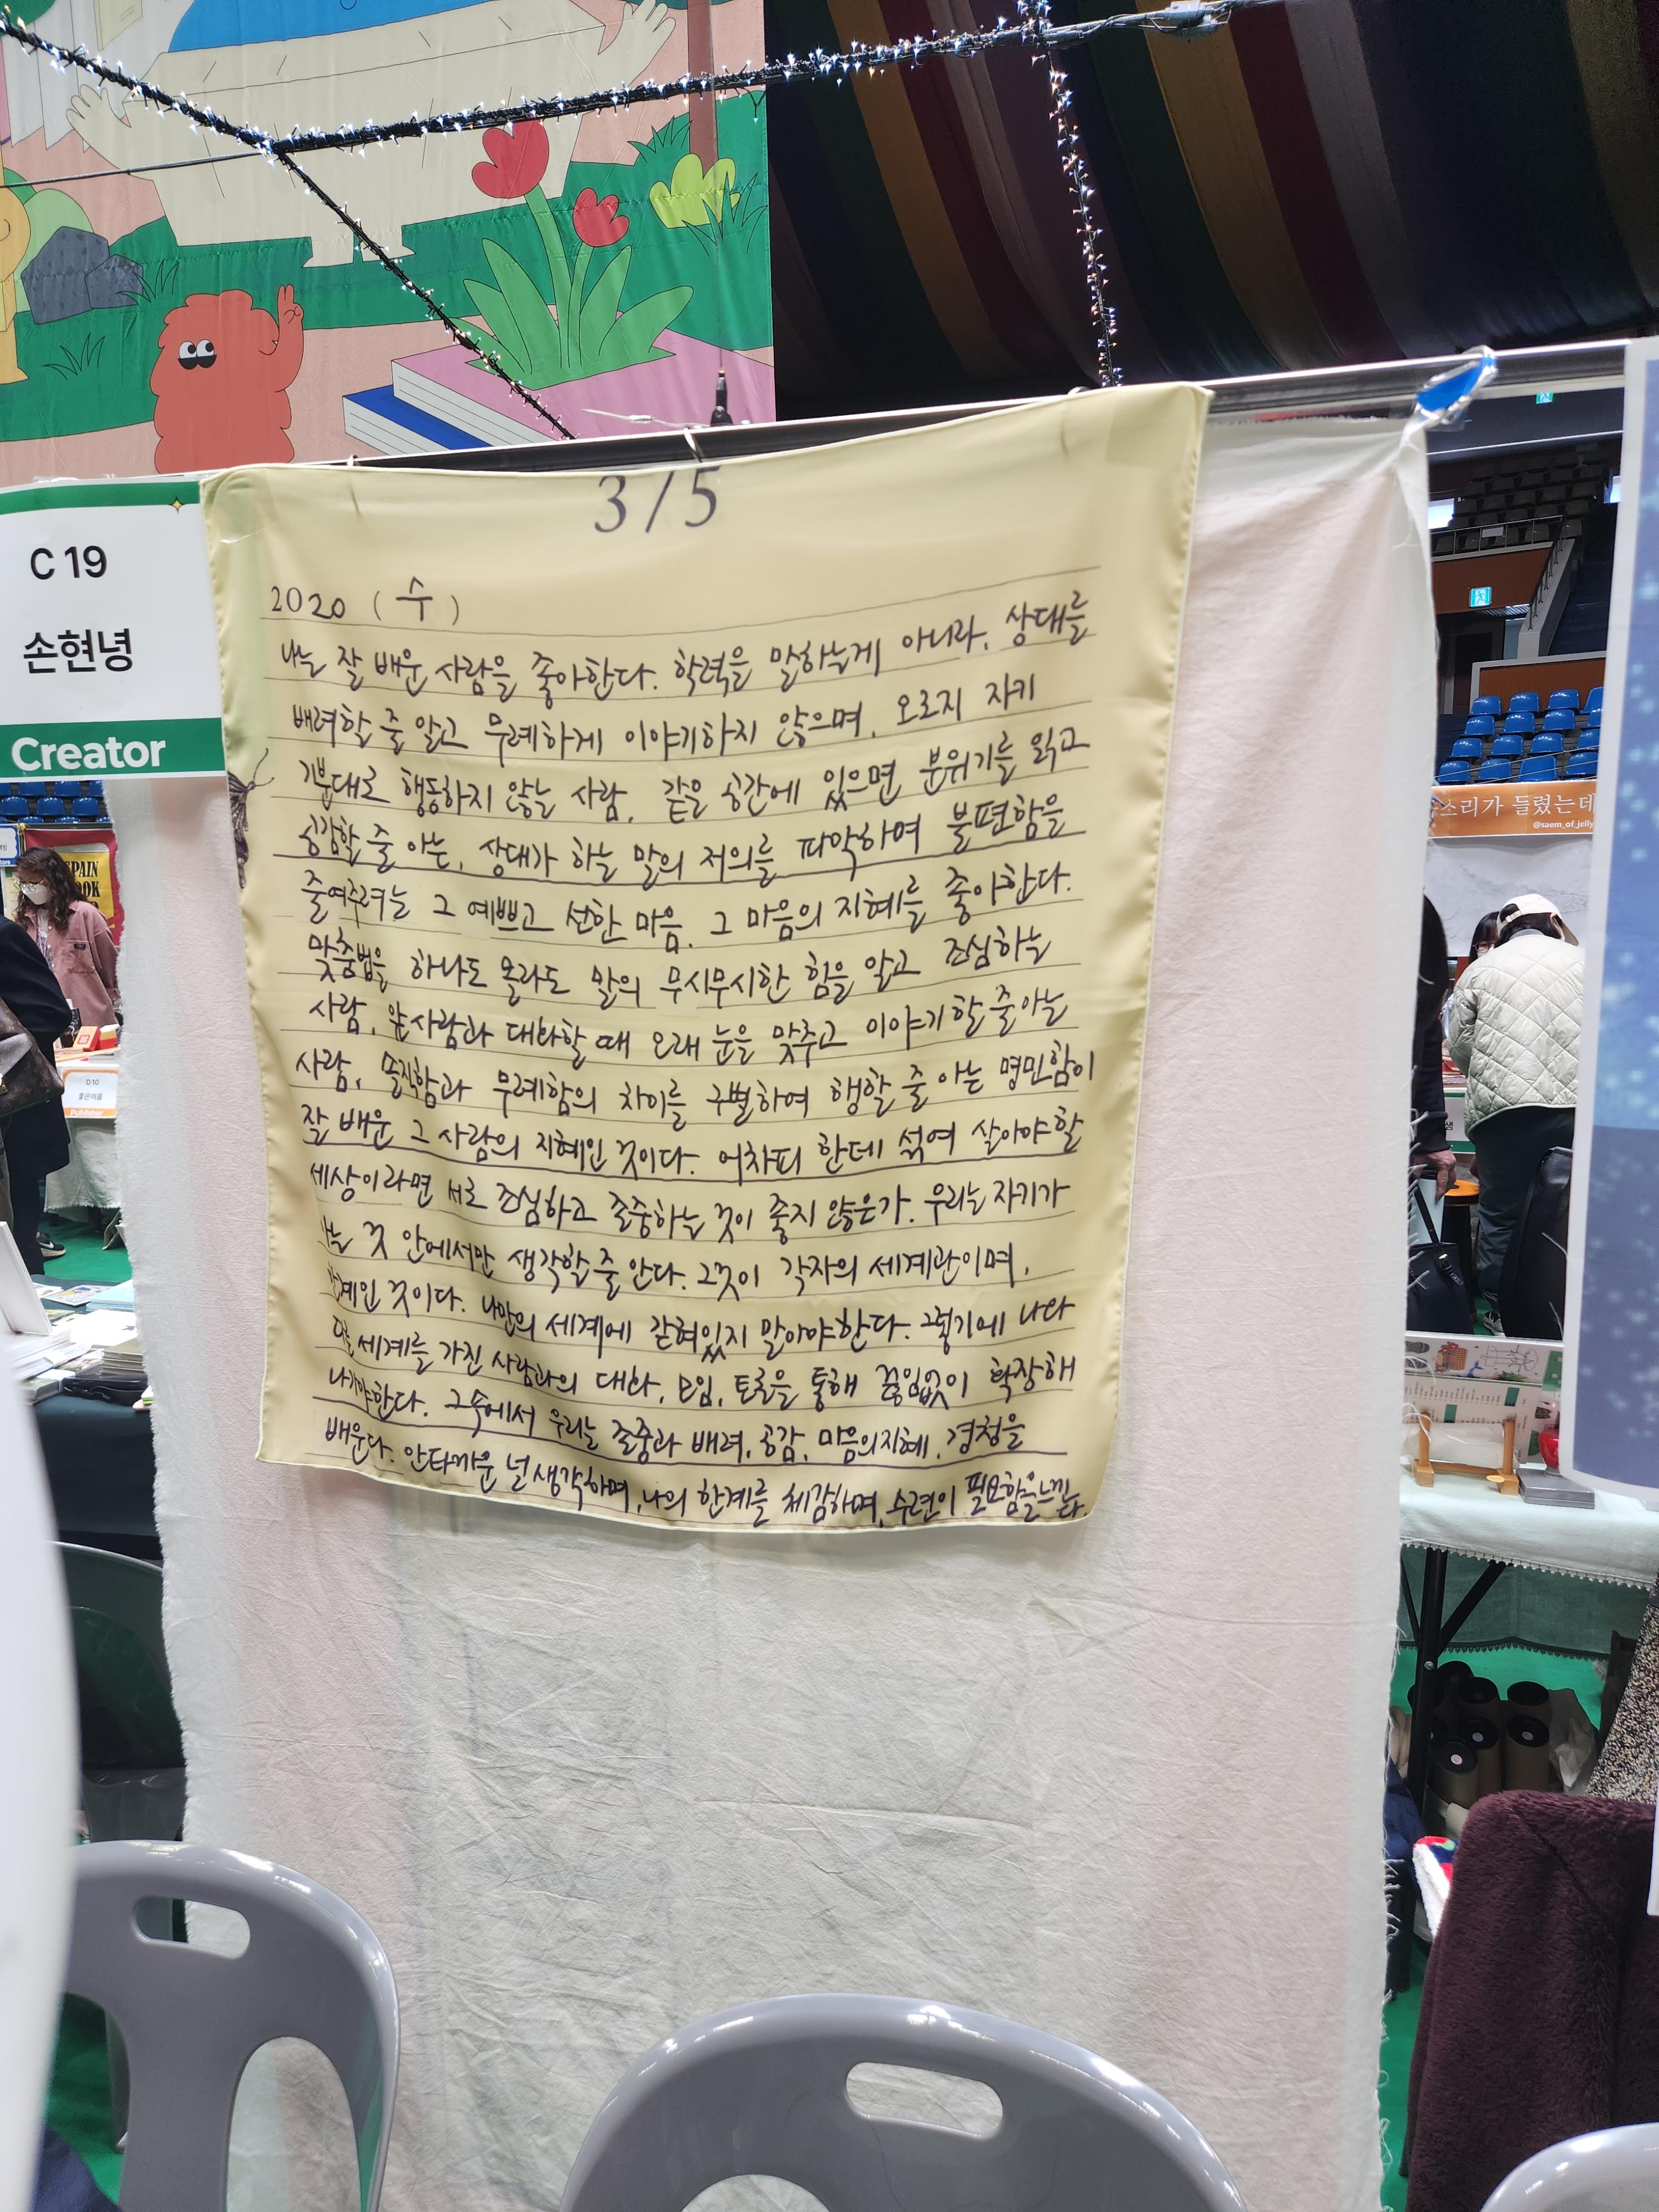 C 19
손현녕
Creator
3/5
2020 (수)
나는 잘 배운 사람을 좋아한다. 학력을 말하는게 아니라, 상대를
배려할 줄 알고 무례하게 이야기하지 않으며, 오로지 자기
기분대로 행동하지 않는 사람, 같은 공간에 있으면 분위기를 읽고
공감할 줄 아는, 상대가 하는 말의 저의를 파악하여 불편함을
줄여주려는 그 예쁘고 선한 마음, 그 마음의 지혜를 좋아한다.
맞춤법을 하나도 몰라도 말의 무시무시한 힘을 알고 조심하는
사람, 앞사람과 대화할 때 오래 눈을 맞추고 이야기할 줄 아는
사람, 솔직함과 무례함의 차이를 구별하여 행할 줄 아는 명민함이
잘 배운 그 사람의 지혜인 것이다. 어차피 한데 섞여 살아야 할
세상이라면 서로 조심하고 존중하는 것이 좋지 않은가. 우리는 자기가
는 것 안에서만 생각할 줄 안다. 그것이 각자의 세계관이며,
계인 것이다. 나만의 세계에 갇혀있지 말아야한다. 그렇기에 나와
다른 세계를 가진 사람과의 대화, 모임, 토론을 통해 끊임없이 확장해
나가야한다. 그 속에서 우리는 존중과 배려, 공감, 마음의 지혜, 경청을
배운다. 안타까운 널 생각하며, 나의 한계를 체감하며, 수련이 필요함을 느낀다.
소리가 들렸는데
@saem_of_jelly
D 10
좋은여름
Publisher